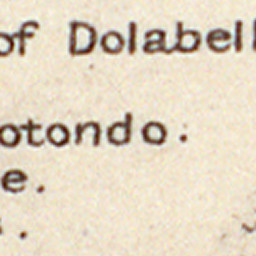 of Dolabell
otondo.
e.
.